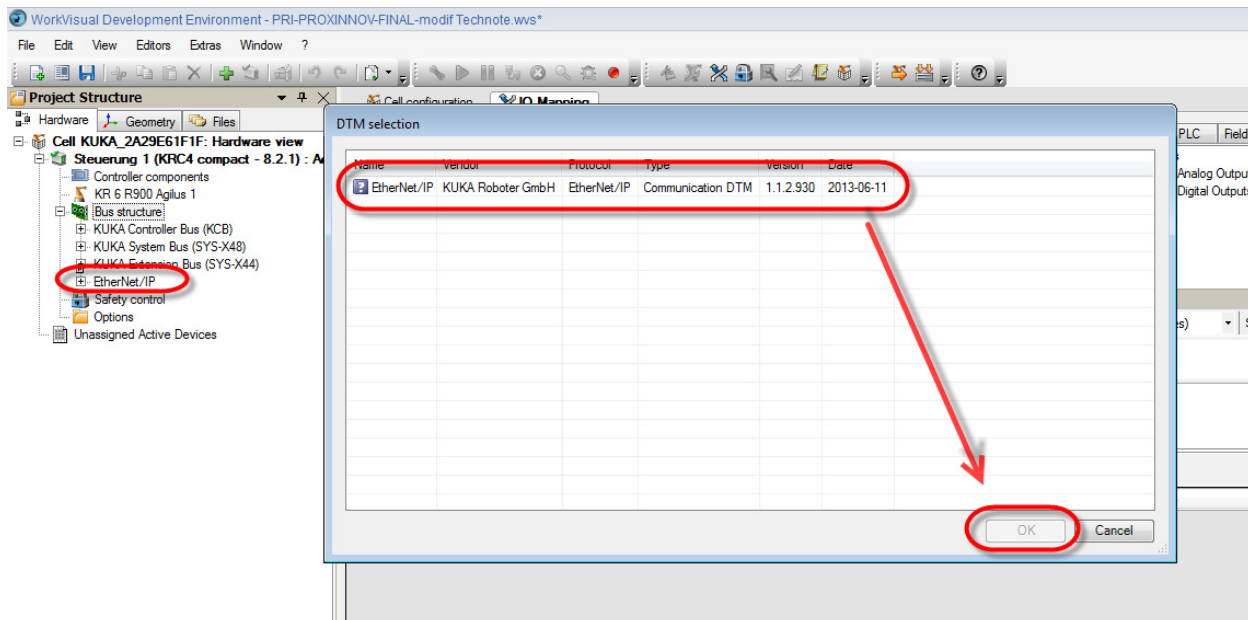 WorkVisual Development Environment - PRI-PROXINNOV-FINAL-modif Technote.wvs*
File Edit View Editors Extras Window ?
Project Structure
Cell configuration IO Mapping
Hardware Geometry Files
DTM selection
Cell KUKA_2A29E61F1F: Hardware view
Steuerung 1 (KRC4 compact - 8.2.1) :
Controller components
KR 6 R900 Agilus 1
Bus structure
KUKA Controller Bus (KCB)
KUKA System Bus (SYS-X48)
KUKA Extension Bus (SYS-X44)
EtherNet/IP
Safety control
Options
Unassigned Active Devices
Name Vendor Protocol Type Version Date
EtherNet/IP KUKA Roboter GmbH EtherNet/IP Communication DTM 1.1.2.930 2013-06-11
OK Cancel
PLC Field
Analog Outpu
Digital Outputs